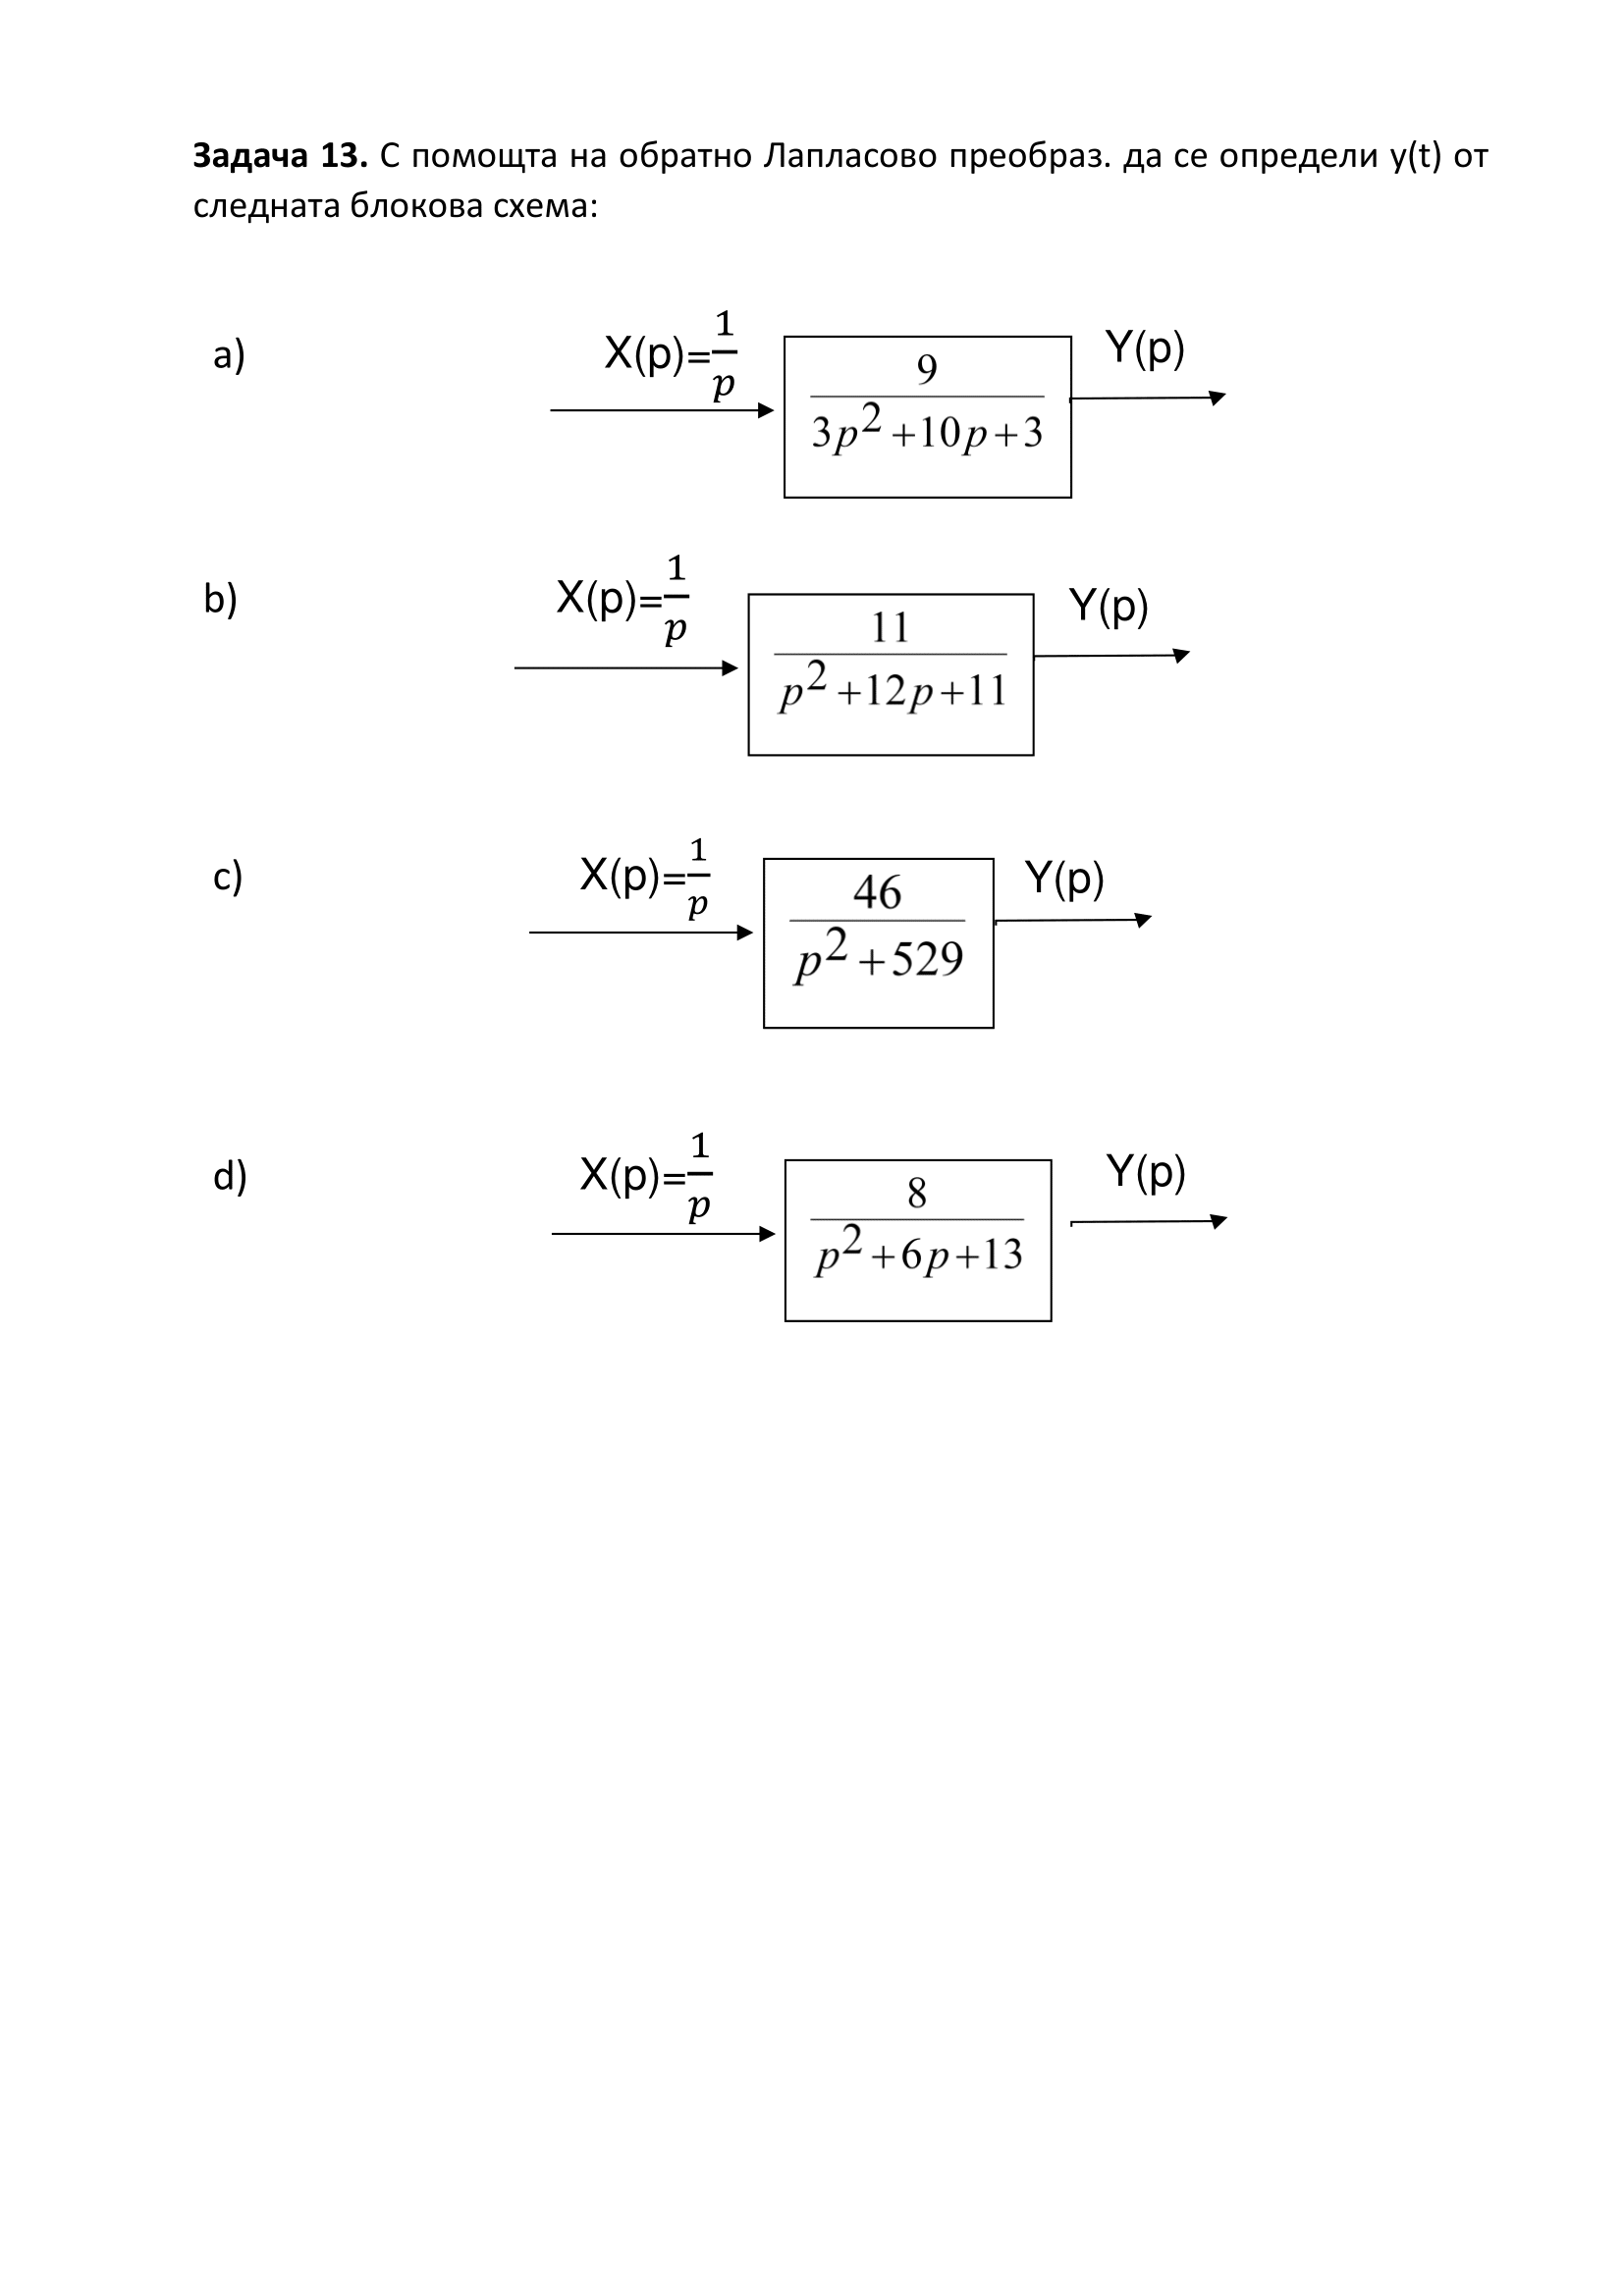 Задача 13. С помощта на обратно Лапласово преобраз. да се определи y(t) от
следната блокова схема:
a) X(p)=1/p 9/(3p²+10p+3) Y(p)
b) X(p)=1/p 11/(p²+12p+11) Y(p)
c) X(p)=1/p 46/(p²+529) Y(p)
d) X(p)=1/p 8/(p²+6p+13) Y(p)